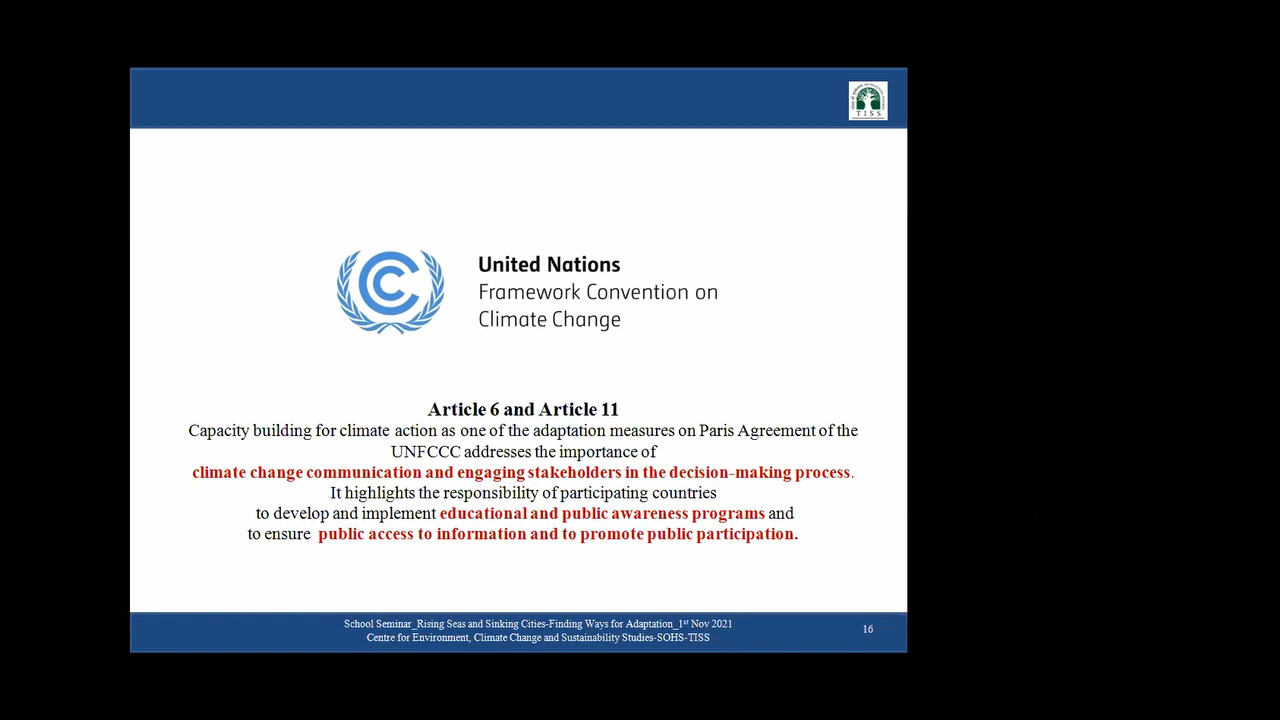 TISS
United Nations
Framework Convention on
Climate Change
Article 6 and Article 11
Capacity building for climate action as one of the adaptation measures on Paris Agreement of the
UNFCCC addresses the importance of
climate change communication and engaging stakeholders in the decision-making process.
It highlights the responsibility of participating countries
to develop and implement educational and public awareness programs and
to ensure public access to information and to promote public participation.
School Seminar_Rising Seas and Sinking Cities-Finding Ways for Adaptation_1st Nov 2021
Centre for Environment, Climate Change and Sustainability Studies-SOHS-TISS
16